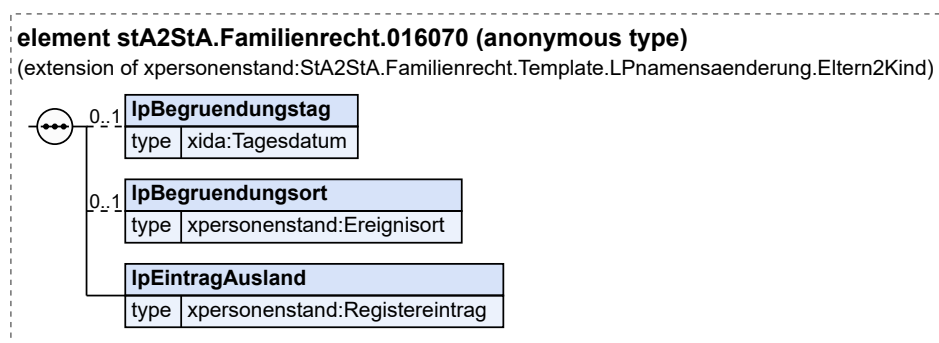 element stA2StA.Familienrecht.016070 (anonymous type)
(extension of xpersonenstand:StA2StA.Familienrecht.Template.LPnamensaenderung.Eltern2Kind)
0..1
lpBegruendungstag
type xida:Tagesdatum
0..1
lpBegruendungsort
type xpersonenstand:Ereignisort
lpEintragAusland
type xpersonenstand:Registereintrag